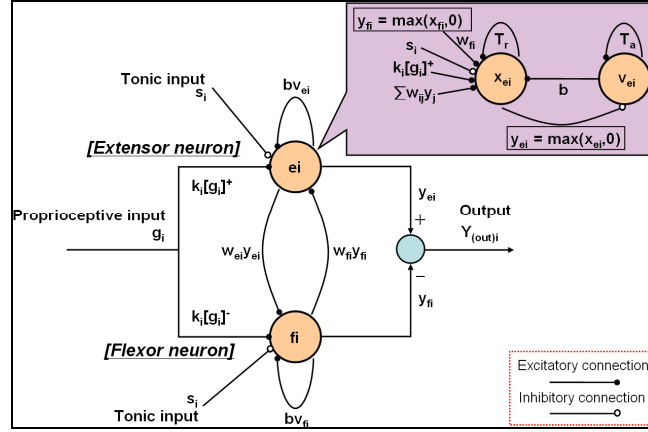 y_fi = max(x_fi,0)
w_fi
T_r
T_a
s_i
k_i[g_i]⁺
∑w_ij y_j
x_ei
v_ei
b
y_ei = max(x_ei,0)
Tonic input
s_i
bv_ei
[Extensor neuron]
ei
k_i[g_i]⁺
y_ei
+
Proprioceptive input
g_i
w_ei y_ei
w_fi y_fi
Output
Y_(out)i
−
y_fi
k_i[g_i]⁻
fi
[Flexor neuron]
s_i
Tonic input
bv_fi
Excitatory connection
Inhibitory connection